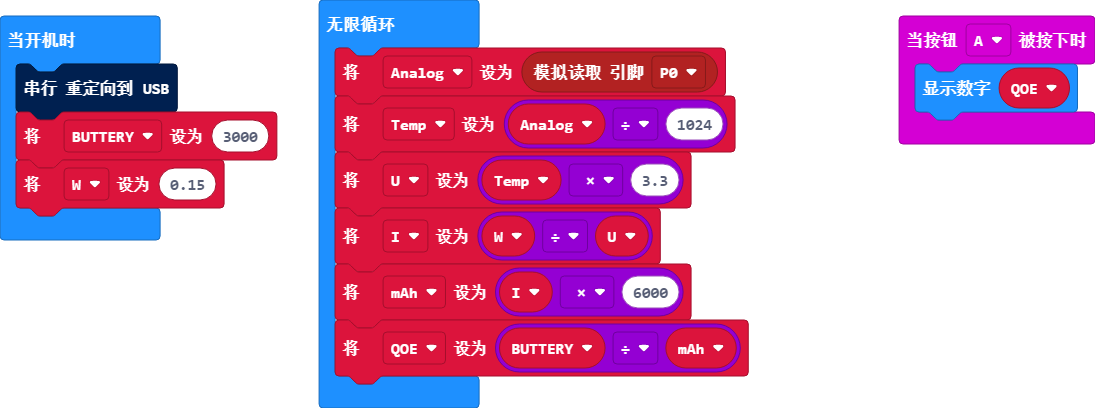 当开机时
串行 重定向到 USB
将 BUTTERY 设为 3000
将 W 设为 0.15
无限循环
将 Analog 设为 模拟读取 引脚 P0
将 Temp 设为 Analog ÷ 1024
将 U 设为 Temp × 3.3
将 I 设为 W ÷ U
将 mAh 设为 I × 6000
将 QOE 设为 BUTTERY ÷ mAh
当按钮 A 被按下时
显示数字 QOE